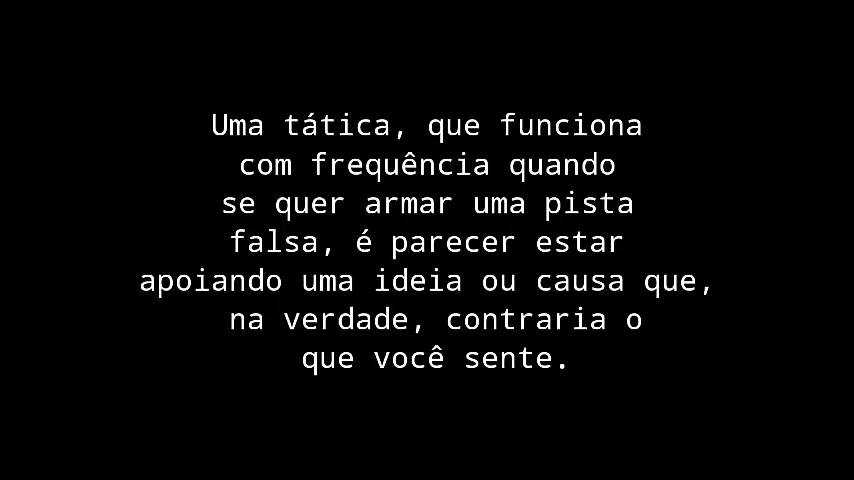 Uma tática, que funciona
com frequência quando
se quer armar uma pista
falsa, é parecer estar
apoiando uma ideia ou causa que,
na verdade, contraria o
que você sente.